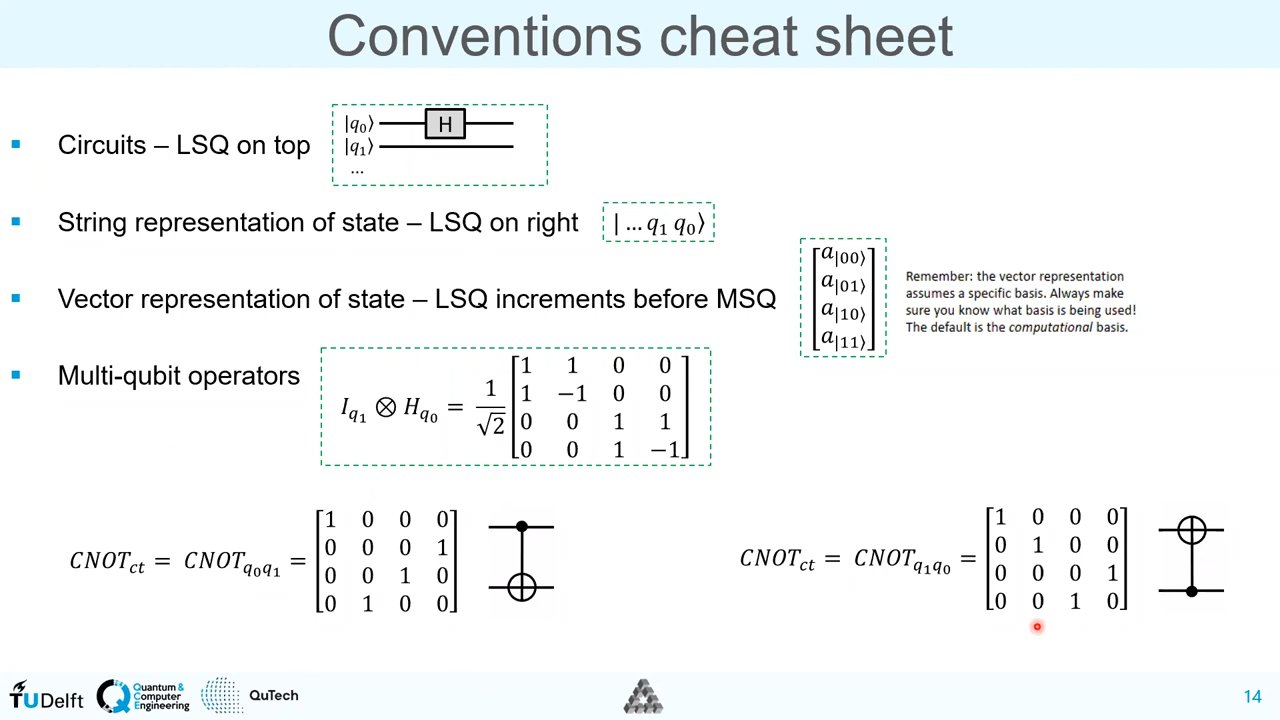 Conventions cheat sheet
Circuits – LSQ on top
|q₀⟩ H
|q₁⟩
...
String representation of state – LSQ on right |... q₁ q₀⟩
Vector representation of state – LSQ increments before MSQ
a|00⟩
a|01⟩
a|10⟩
a|11⟩
Remember: the vector representation
assumes a specific basis. Always make
sure you know what basis is being used!
The default is the computational basis.
Multi-qubit operators
I_q₁ ⊗ H_q₀ = 1/√2
1 1 0 0
1 −1 0 0
0 0 1 1
0 0 1 −1
CNOT_ct = CNOT_q₀q₁ =
1 0 0 0
0 0 0 1
0 0 1 0
0 1 0 0
CNOT_ct = CNOT_q₁q₀ =
1 0 0 0
0 1 0 0
0 0 0 1
0 0 1 0
TUDelft
Quantum &
Computer
Engineering
QuTech
14